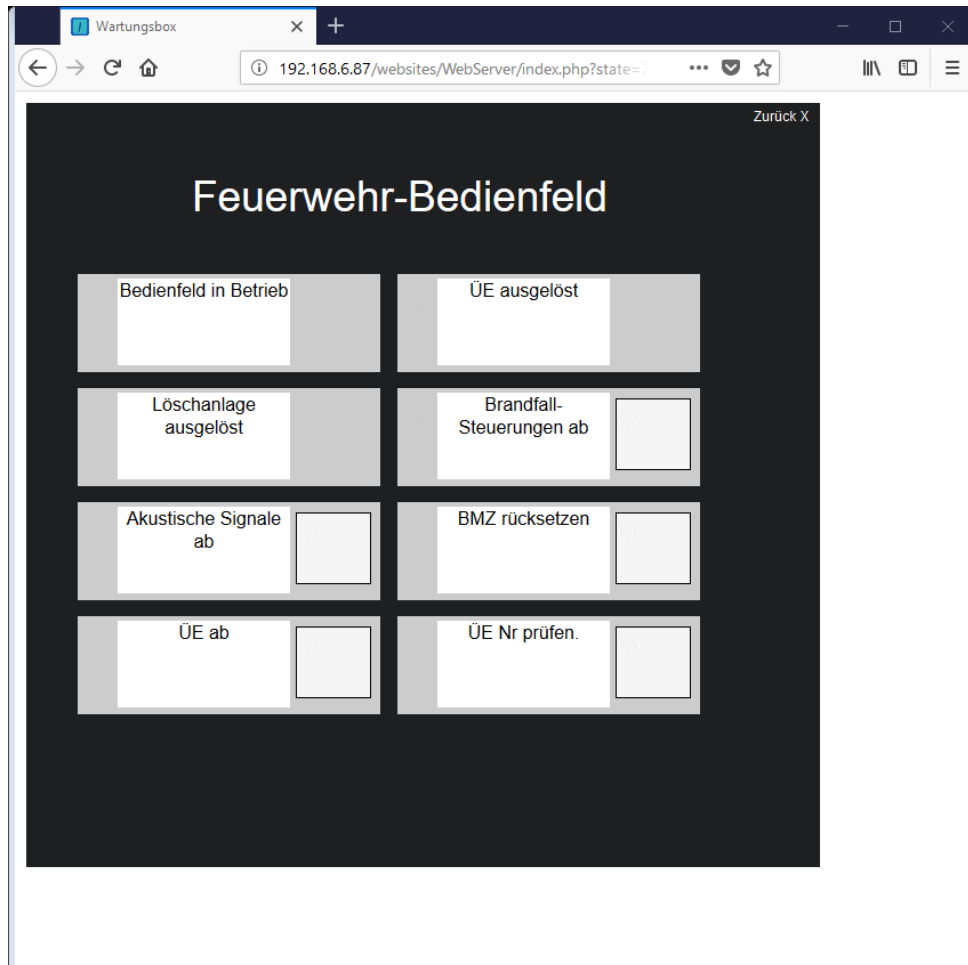 Wartungsbox
192.168.6.87/websites/WebServer/index.php?state=
Zurück X
Feuerwehr-Bedienfeld
Bedienfeld in Betrieb
ÜE ausgelöst
Löschanlage
ausgelöst
Brandfall-
Steuerungen ab
Akustische Signale
ab
BMZ rücksetzen
ÜE ab
ÜE Nr prüfen.